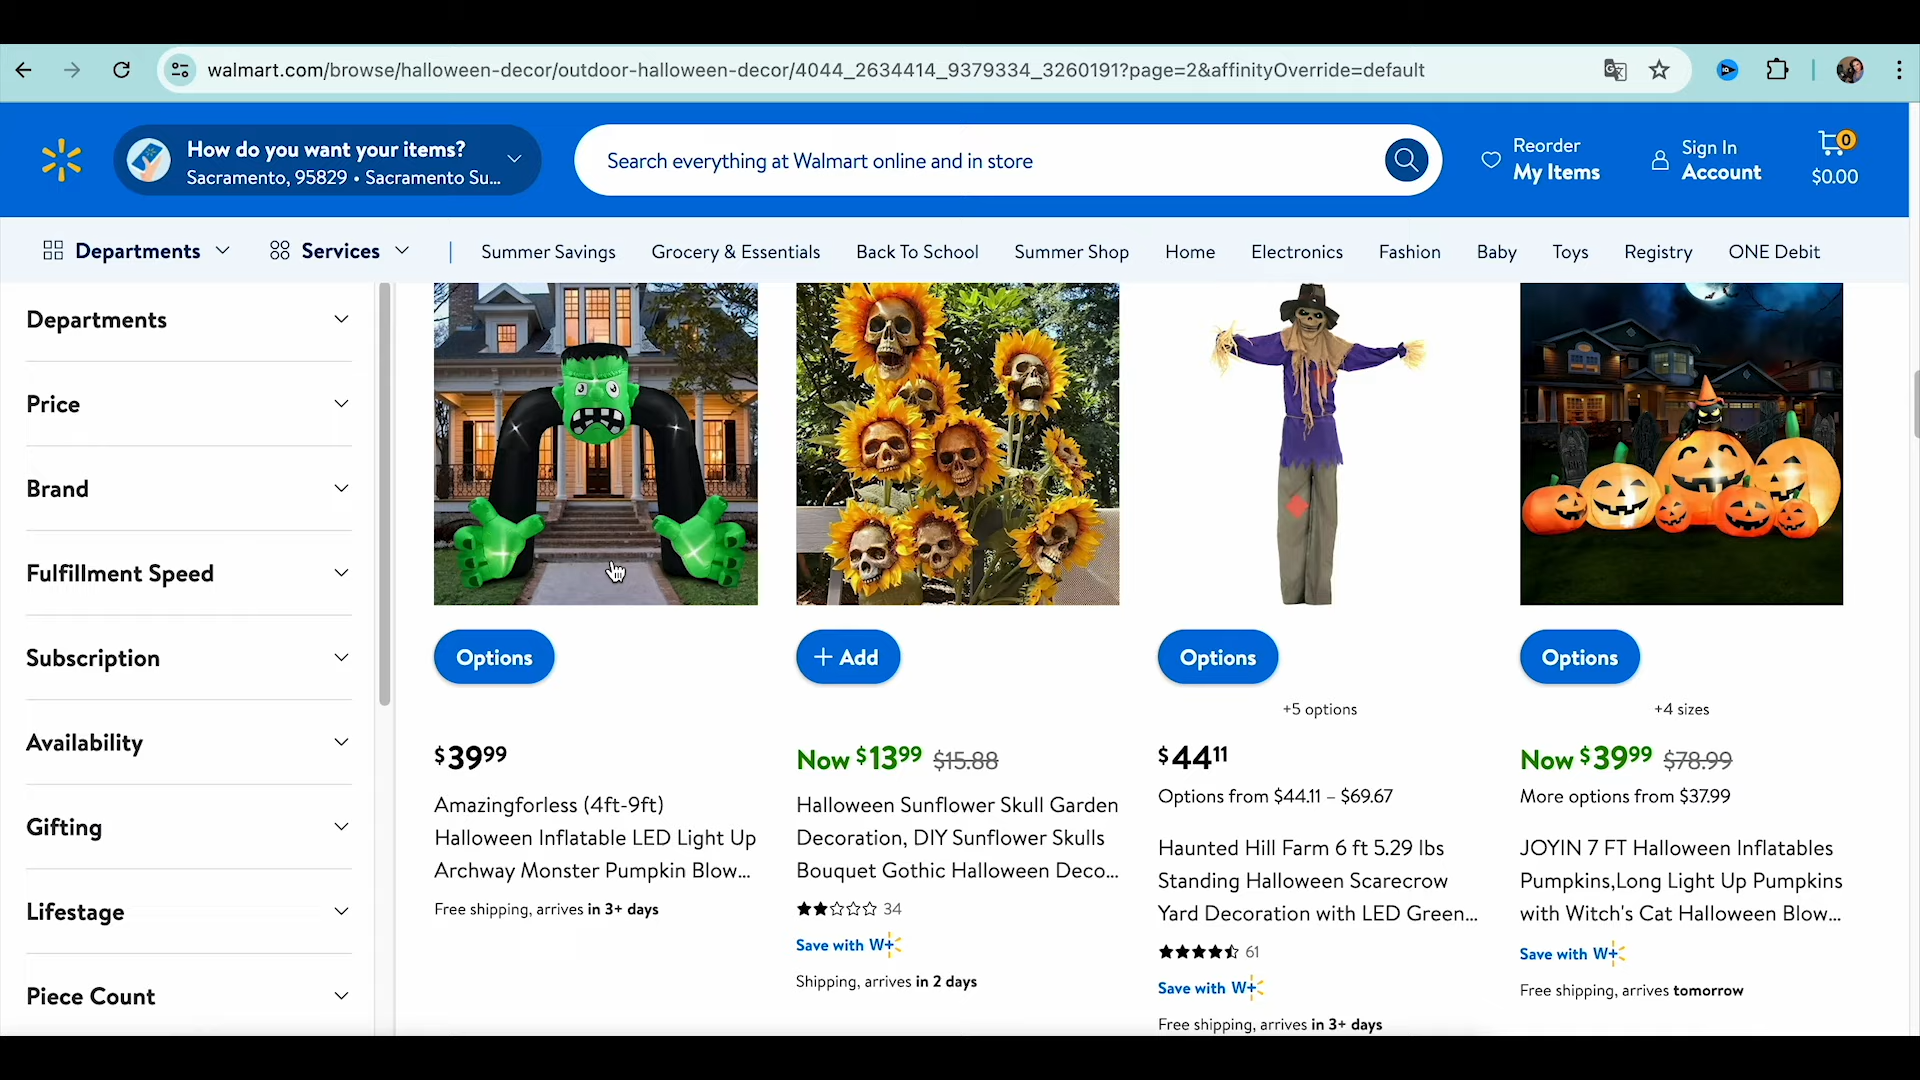 walmart.com/browse/halloween-decor/outdoor-halloween-decor/4044_2634414_9379334_3260191?page=2&affinityOverride=default
How do you want your items?
Sacramento, 95829 • Sacramento Su...
Search everything at Walmart online and in store
Reorder
My Items
Sign In
Account
0
$0.00
Departments
Services
Summer Savings
Grocery & Essentials
Back To School
Summer Shop
Home
Electronics
Fashion
Baby
Toys
Registry
ONE Debit
Departments
Price
Brand
Fulfillment Speed
Subscription
Availability
Gifting
Lifestage
Piece Count
Options
$39.99
Amazingforless (4ft-9ft)
Halloween Inflatable LED Light Up
Archway Monster Pumpkin Blow...
Free shipping, arrives in 3+ days
+ Add
Now $13.99 $15.88
Halloween Sunflower Skull Garden
Decoration, DIY Sunflower Skulls
Bouquet Gothic Halloween Deco...
34
Save with W+
Shipping, arrives in 2 days
Options
+5 options
$44.11
Options from $44.11 – $69.67
Haunted Hill Farm 6 ft 5.29 lbs
Standing Halloween Scarecrow
Yard Decoration with LED Green...
61
Save with W+
Free shipping, arrives in 3+ days
Options
+4 sizes
Now $39.99 $78.99
More options from $37.99
JOYIN 7 FT Halloween Inflatables
Pumpkins,Long Light Up Pumpkins
with Witch's Cat Halloween Blow...
Save with W+
Free shipping, arrives tomorrow